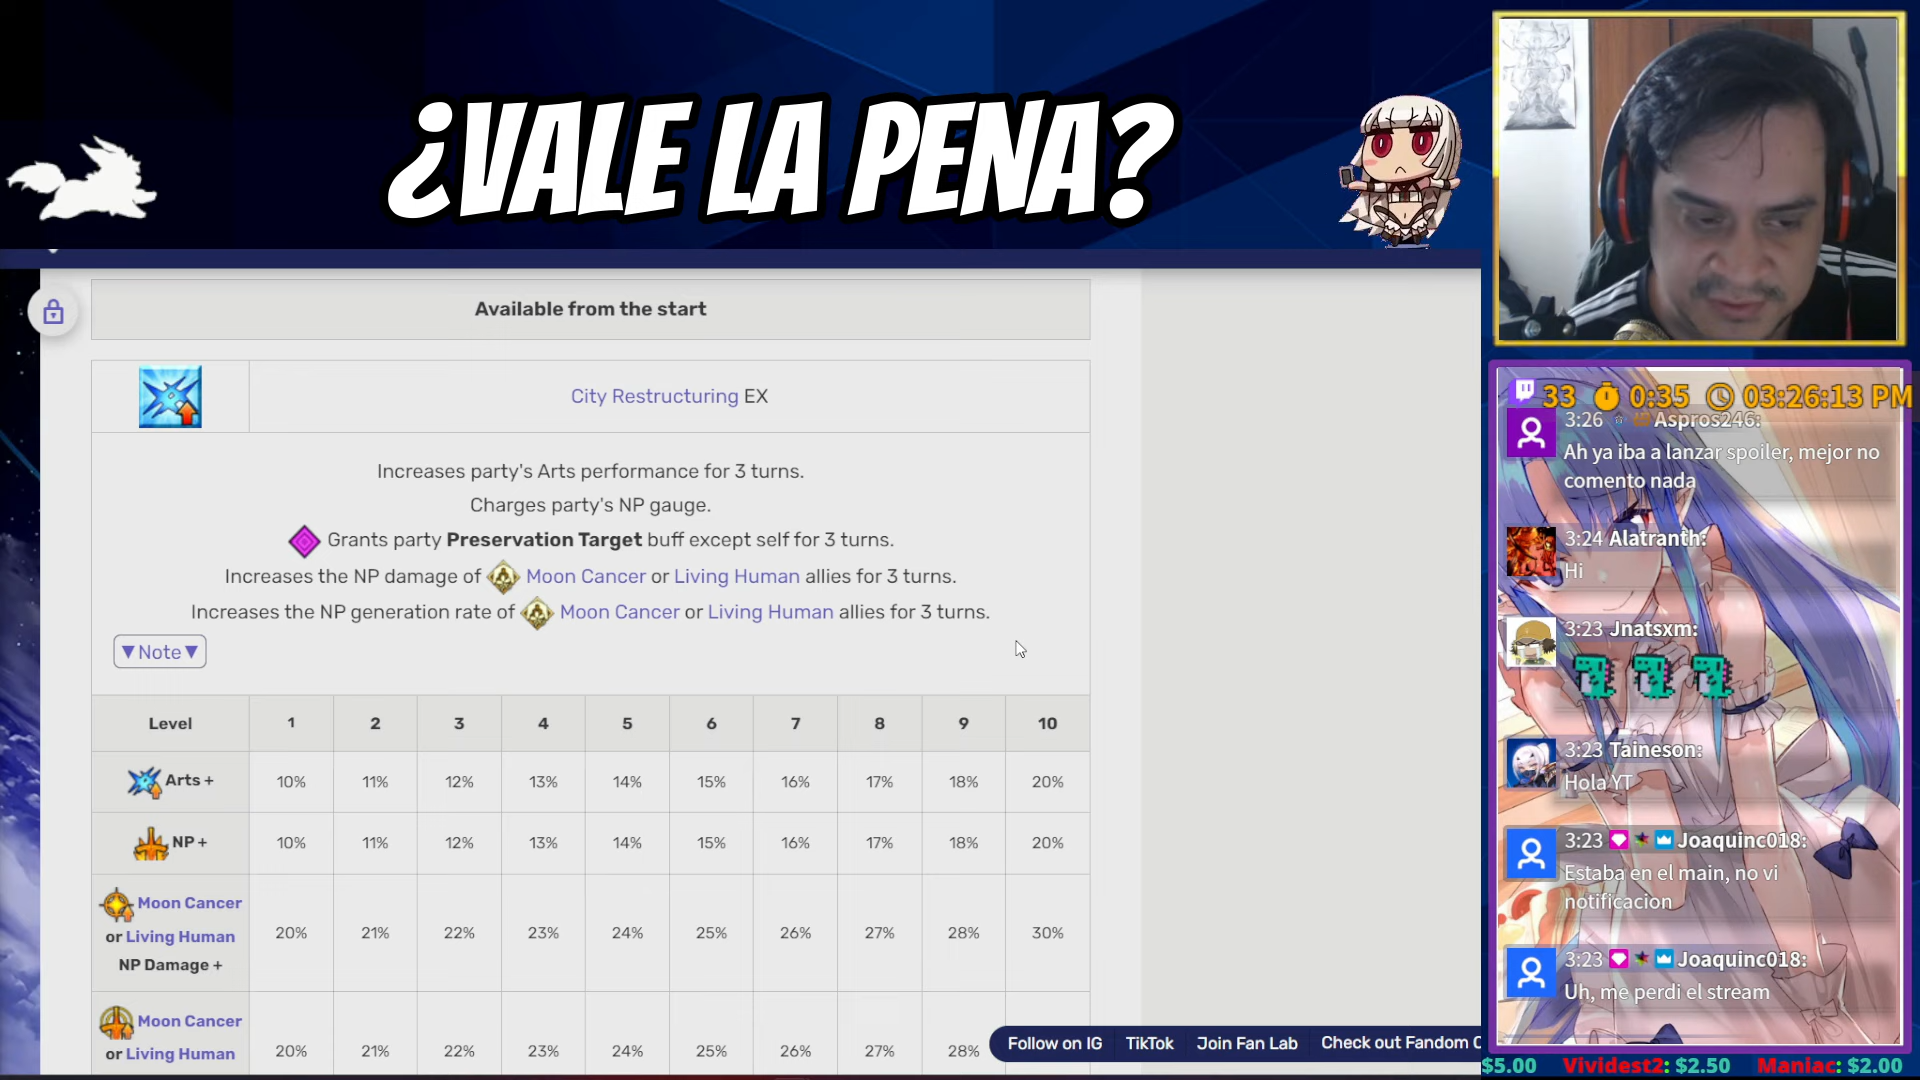 ¿VALE LA PENA?
Available from the start
City Restructuring EX
Increases party's Arts performance for 3 turns.
Charges party's NP gauge.
Grants party Preservation Target buff except self for 3 turns.
Increases the NP damage of Moon Cancer or Living Human allies for 3 turns.
Increases the NP generation rate of Moon Cancer or Living Human allies for 3 turns.
▼Note▼
Level 1 2 3 4 5 6 7 8 9 10
Arts + 10% 11% 12% 13% 14% 15% 16% 17% 18% 20%
NP + 10% 11% 12% 13% 14% 15% 16% 17% 18% 20%
Moon Cancer
or Living Human
NP Damage +
20% 21% 22% 23% 24% 25% 26% 27% 28% 30%
Moon Cancer
or Living Human
20% 21% 22% 23% 24% 25% 26% 27% 28%
Follow on IG TikTok Join Fan Lab Check out Fandom
33 0:35 03:26:13 PM
3:26 Aspros246:
Ah ya iba a lanzar spoiler, mejor no
comento nada
3:24 Alatranth:
Hi
3:23 Jnatsxm:
3:23 Taineson:
Hola YT
3:23 Joaquinc018:
Estaba en el main, no vi
notificacion
3:23 Joaquinc018:
Uh, me perdi el stream
$5.00 Vividest2: $2.50 Maniac: $2.00